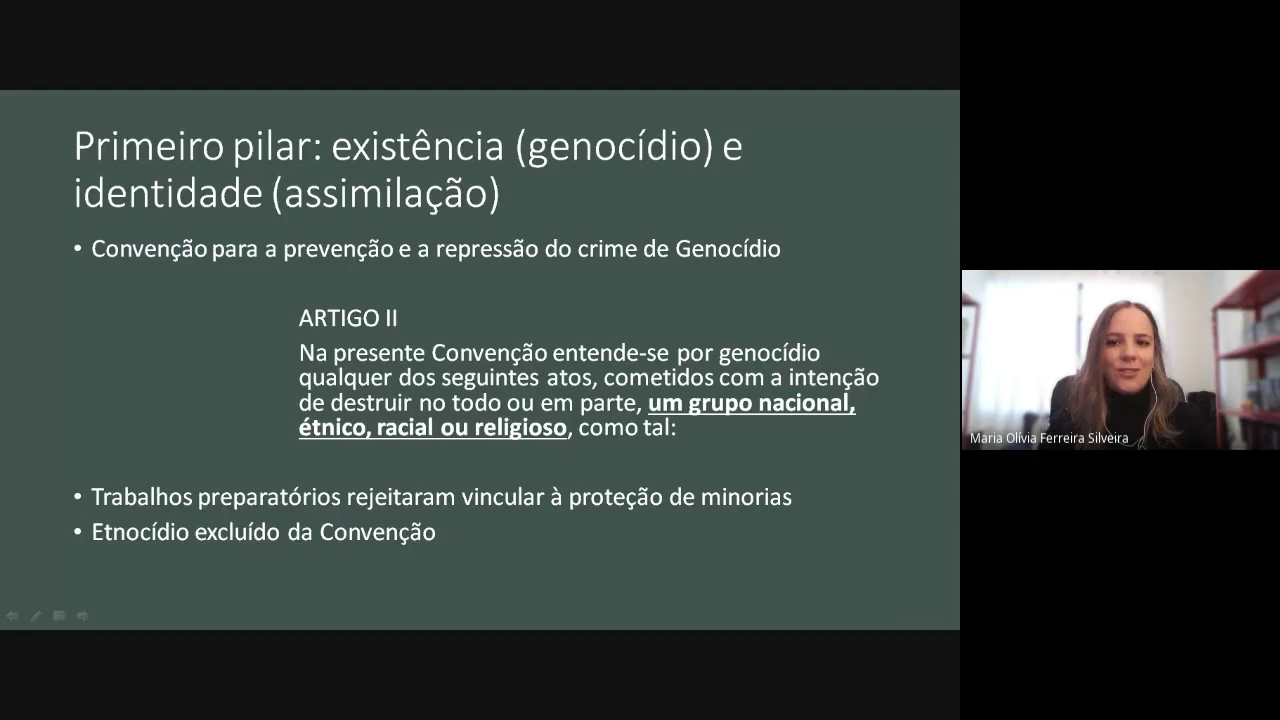 Primeiro pilar: existência (genocídio) e
identidade (assimilação)
• Convenção para a prevenção e a repressão do crime de Genocídio
ARTIGO II
Na presente Convenção entende-se por genocídio
qualquer dos seguintes atos, cometidos com a intenção
de destruir no todo ou em parte, um grupo nacional,
étnico, racial ou religioso, como tal:
• Trabalhos preparatórios rejeitaram vincular à proteção de minorias
• Etnocídio excluído da Convenção
Maria Olívia Ferreira Silveira